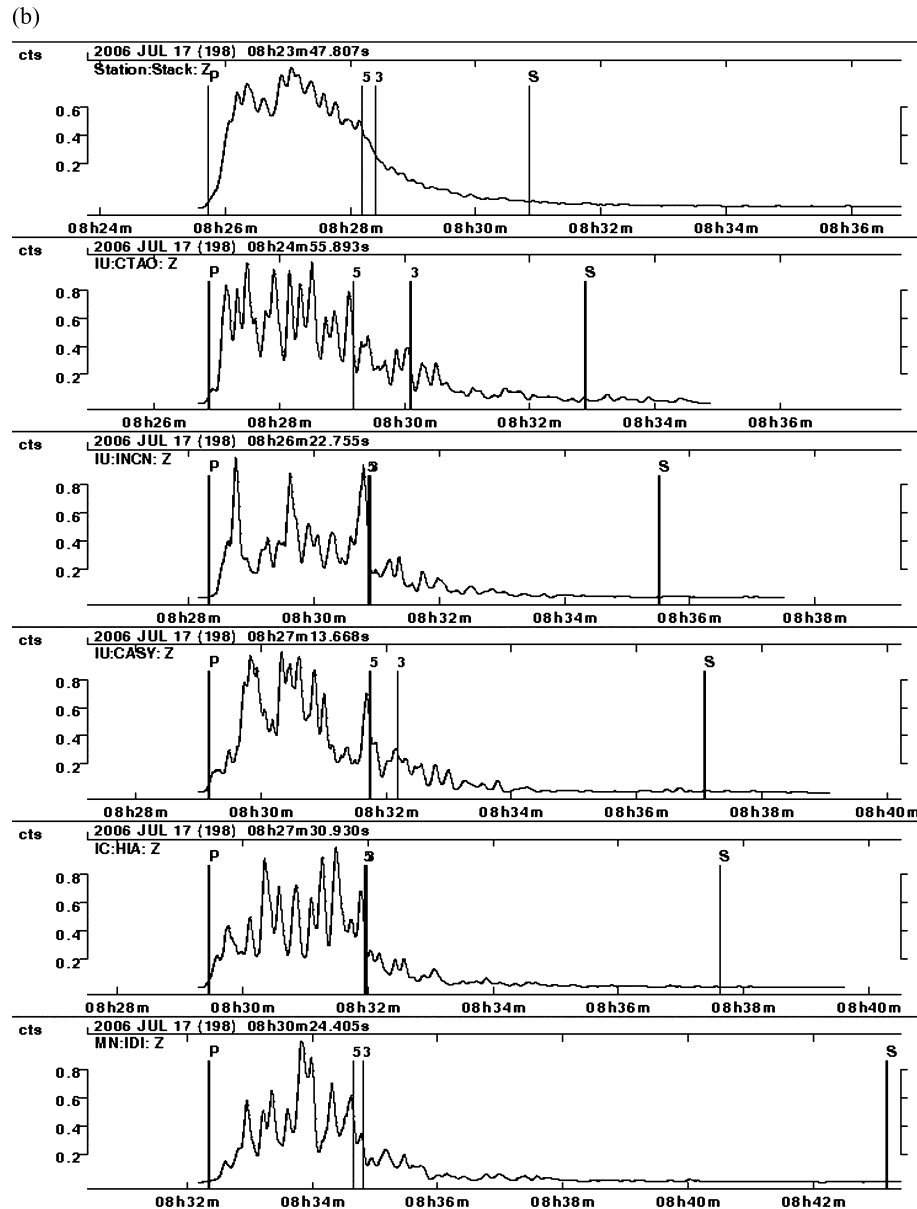 (b)
cts 2006 JUL 17 (198) 08h23m47.807s
Station:Stack: Z P 5 3 S
0.6
0.4
0.2
08h24m 08h26m 08h28m 08h30m 08h32m 08h34m 08h36m
cts 2006 JUL 17 (198) 08h24m55.893s
IU:CTAO: Z P 5 3 S
0.8
0.6
0.4
0.2
08h26m 08h28m 08h30m 08h32m 08h34m 08h36m
cts 2006 JUL 17 (198) 08h26m22.755s
IU:INCN: Z P 53 S
0.8
0.6
0.4
0.2
08h28m 08h30m 08h32m 08h34m 08h36m 08h38m
cts 2006 JUL 17 (198) 08h27m13.668s
IU:CASY: Z P 5 3 S
0.8
0.6
0.4
0.2
08h28m 08h30m 08h32m 08h34m 08h36m 08h38m 08h40m
cts 2006 JUL 17 (198) 08h27m30.930s
IC:HIA: Z P 53 S
0.8
0.6
0.4
0.2
08h28m 08h30m 08h32m 08h34m 08h36m 08h38m 08h40m
cts 2006 JUL 17 (198) 08h30m24.405s
MN:IDI: Z P 53 S
0.8
0.6
0.4
0.2
08h32m 08h34m 08h36m 08h38m 08h40m 08h42m